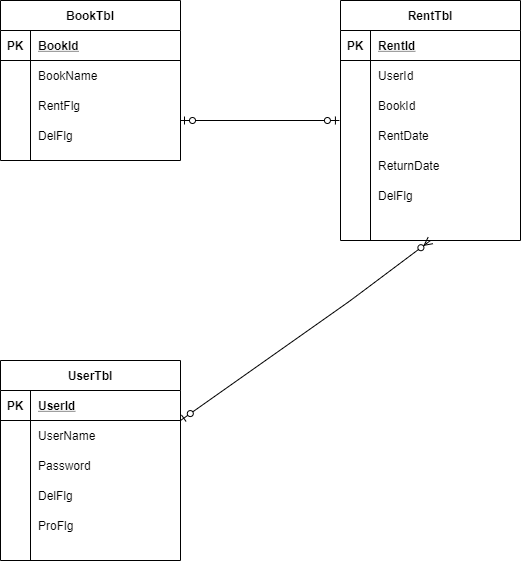 BookTbl
PK BookId
BookName
RentFlg
DelFlg
RentTbl
PK RentId
UserId
BookId
RentDate
ReturnDate
DelFlg
UserTbl
PK UserId
UserName
Password
DelFlg
ProFlg